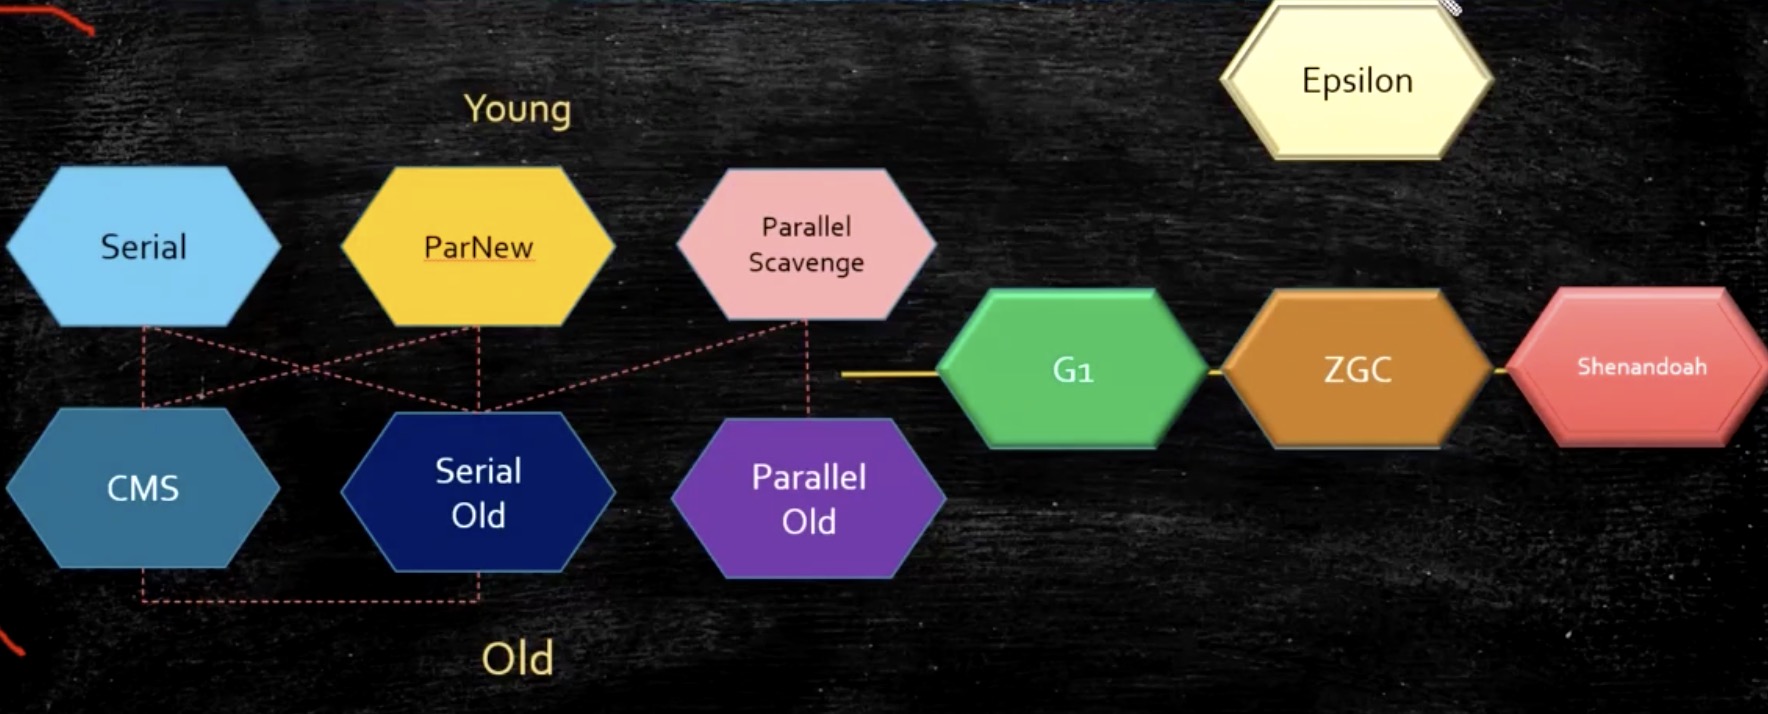 Epsilon
Young
Serial
ParNew
Parallel
Scavenge
G1
ZGC
Shenandoah
CMS
Serial
Old
Parallel
Old
Old